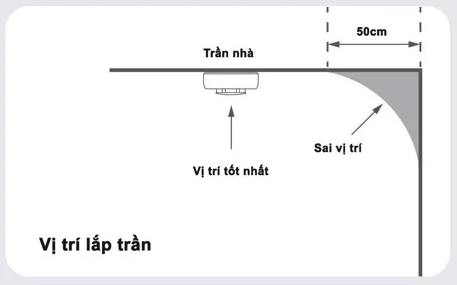 50cm
Trần nhà
Sai vị trí
Vị trí tốt nhất
Vị trí lắp trần